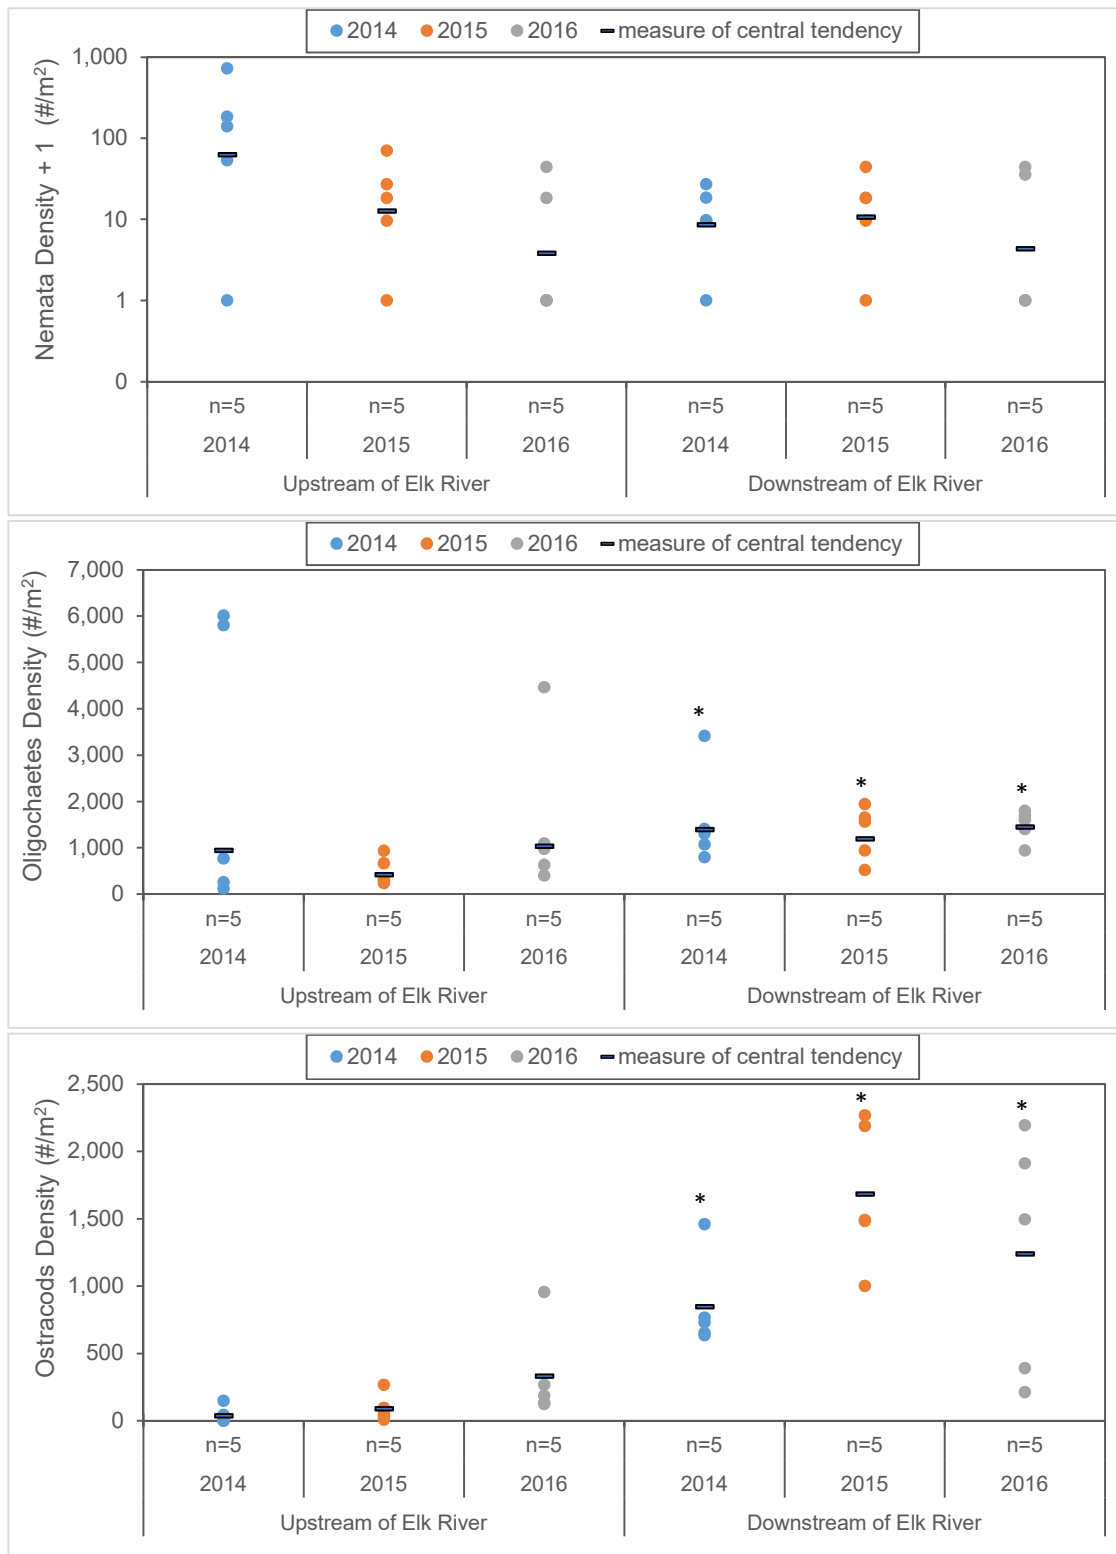 2014 2015 2016 measure of central tendency
Nemata Density + 1 (#/m²)
1,000
100
10
1
0
n=5 n=5 n=5 n=5 n=5 n=5
2014 2015 2016 2014 2015 2016
Upstream of Elk River Downstream of Elk River
2014 2015 2016 measure of central tendency
Oligochaetes Density (#/m²)
7,000
6,000
5,000
4,000
*
3,000
2,000
* *
1,000
0
n=5 n=5 n=5 n=5 n=5 n=5
2014 2015 2016 2014 2015 2016
Upstream of Elk River Downstream of Elk River
2014 2015 2016 measure of central tendency
Ostracods Density (#/m²)
2,500
* *
2,000
*
1,500
1,000
500
0
n=5 n=5 n=5 n=5 n=5 n=5
2014 2015 2016 2014 2015 2016
Upstream of Elk River Downstream of Elk River